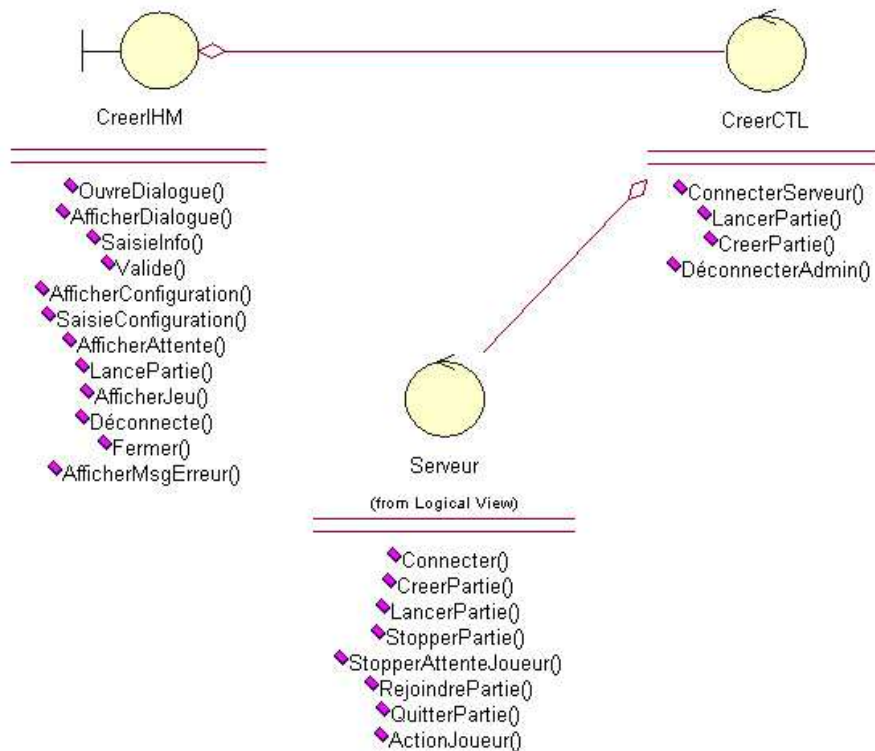 CreerIHM
OuvreDialogue()
AfficherDialogue()
SaisieInfo()
Valide()
AfficherConfiguration()
SaisieConfiguration()
AfficherAttente()
LancePartie()
AfficherJeu()
Déconnecte()
Fermer()
AfficherMsgErreur()
CreerCTL
ConnecterServeur()
LancerPartie()
CreerPartie()
DéconnecterAdmin()
Serveur
(from Logical View)
Connecter()
CreerPartie()
LancerPartie()
StopperPartie()
StopperAttenteJoueur()
RejoindrePartie()
QuitterPartie()
ActionJoueur()